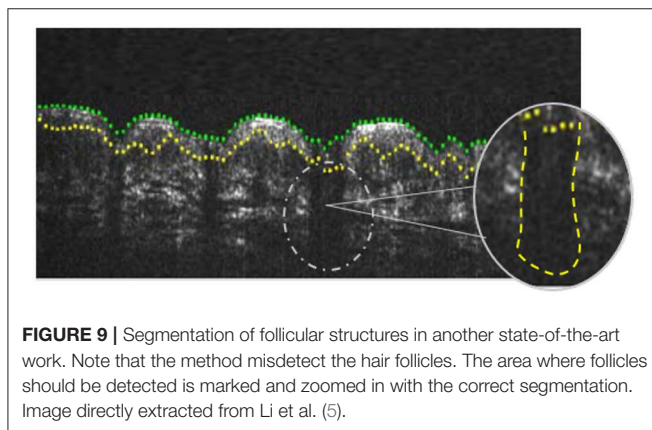 FIGURE 9 | Segmentation of follicular structures in another state-of-the-art
work. Note that the method misdetect the hair follicles. The area where follicles
should be detected is marked and zoomed in with the correct segmentation.
Image directly extracted from Li et al. (5).